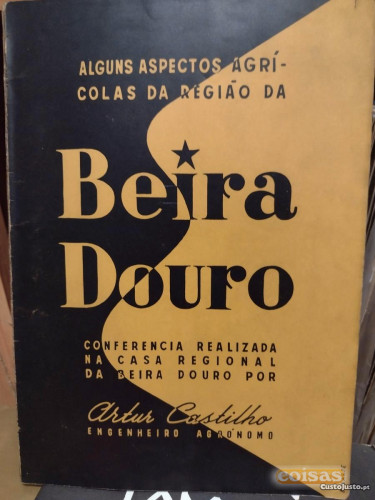 ALGUNS ASPECTOS AGRÍ-
COLAS DA REGIÃO DA
Beira
Douro
CONFERENCIA REALIZADA
NA CASA REGIONAL
DA BEIRA DOURO POR
Artur Castilho
ENGENHEIRO AGRÓNOMO
coisas
CustoJusto.pt